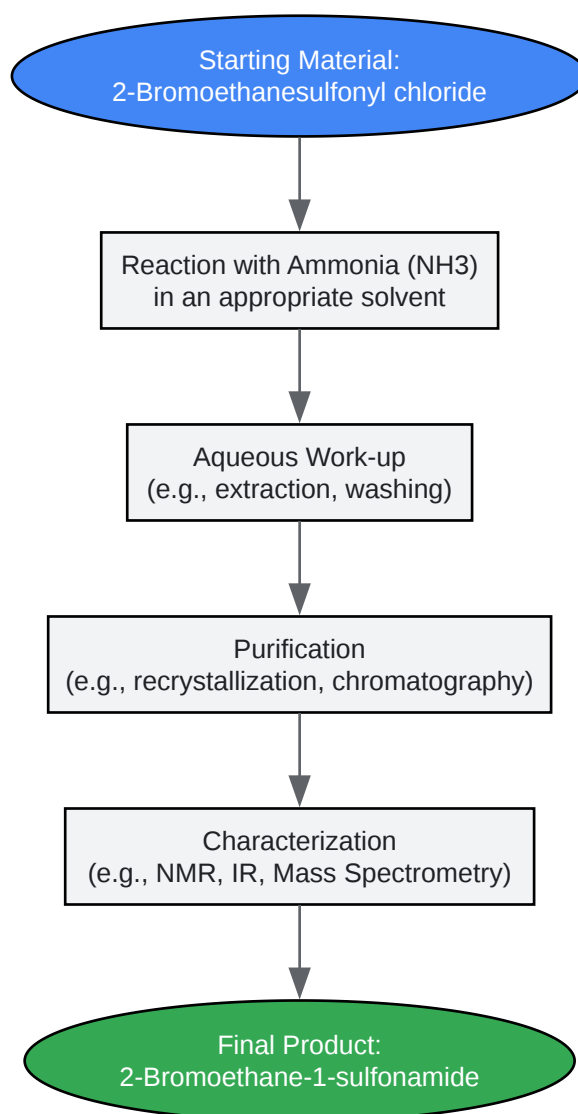 Starting Material:
2-Bromoethanesulfonyl chloride
Reaction with Ammonia (NH3)
in an appropriate solvent
Aqueous Work-up
(e.g., extraction, washing)
Purification
(e.g., recrystallization, chromatography)
Characterization
(e.g., NMR, IR, Mass Spectrometry)
Final Product:
2-Bromoethane-1-sulfonamide